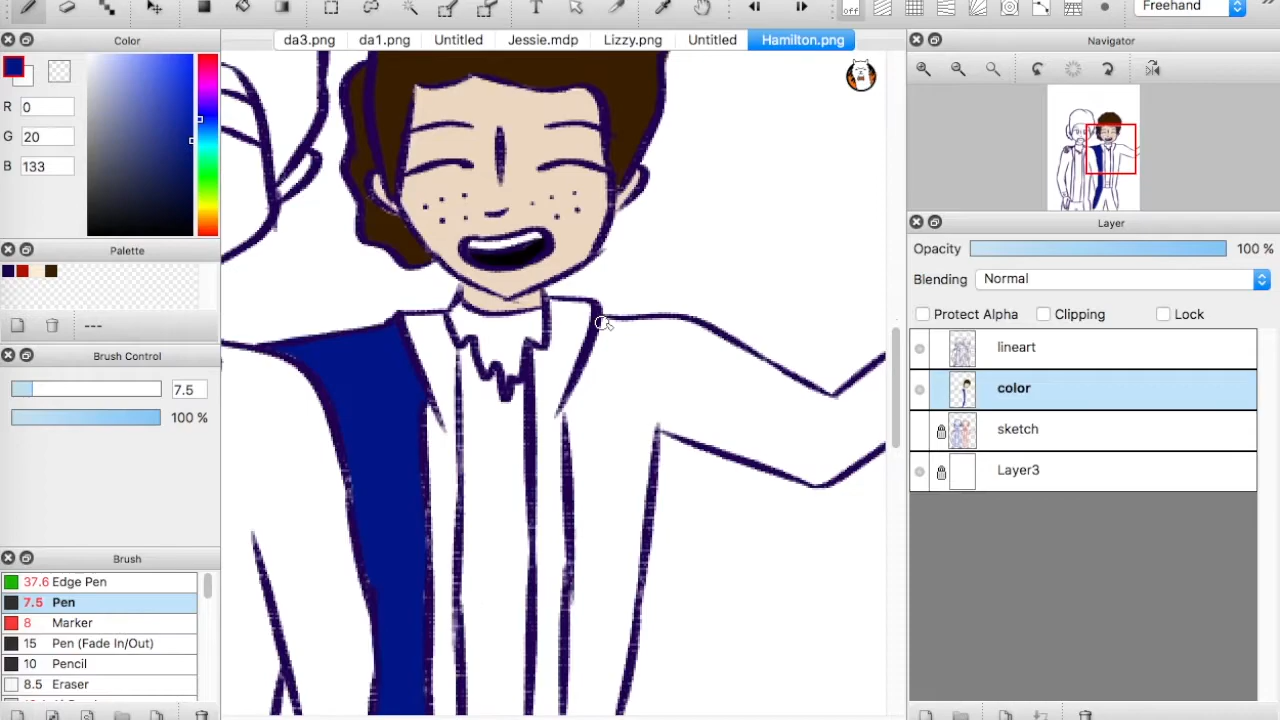 off
Freehand
da3.png
da1.png
Untitled
Jessie.mdp
Lizzy.png
Untitled
Hamilton.png
Color
R 0
G 20
B 133
Palette
---
Brush Control
7.5
100 %
Brush
37.6 Edge Pen
7.5 Pen
8 Marker
15 Pen (Fade In/Out)
10 Pencil
8.5 Eraser
Navigator
Layer
Opacity 100 %
Blending Normal
Protect Alpha Clipping Lock
lineart
color
sketch
Layer3